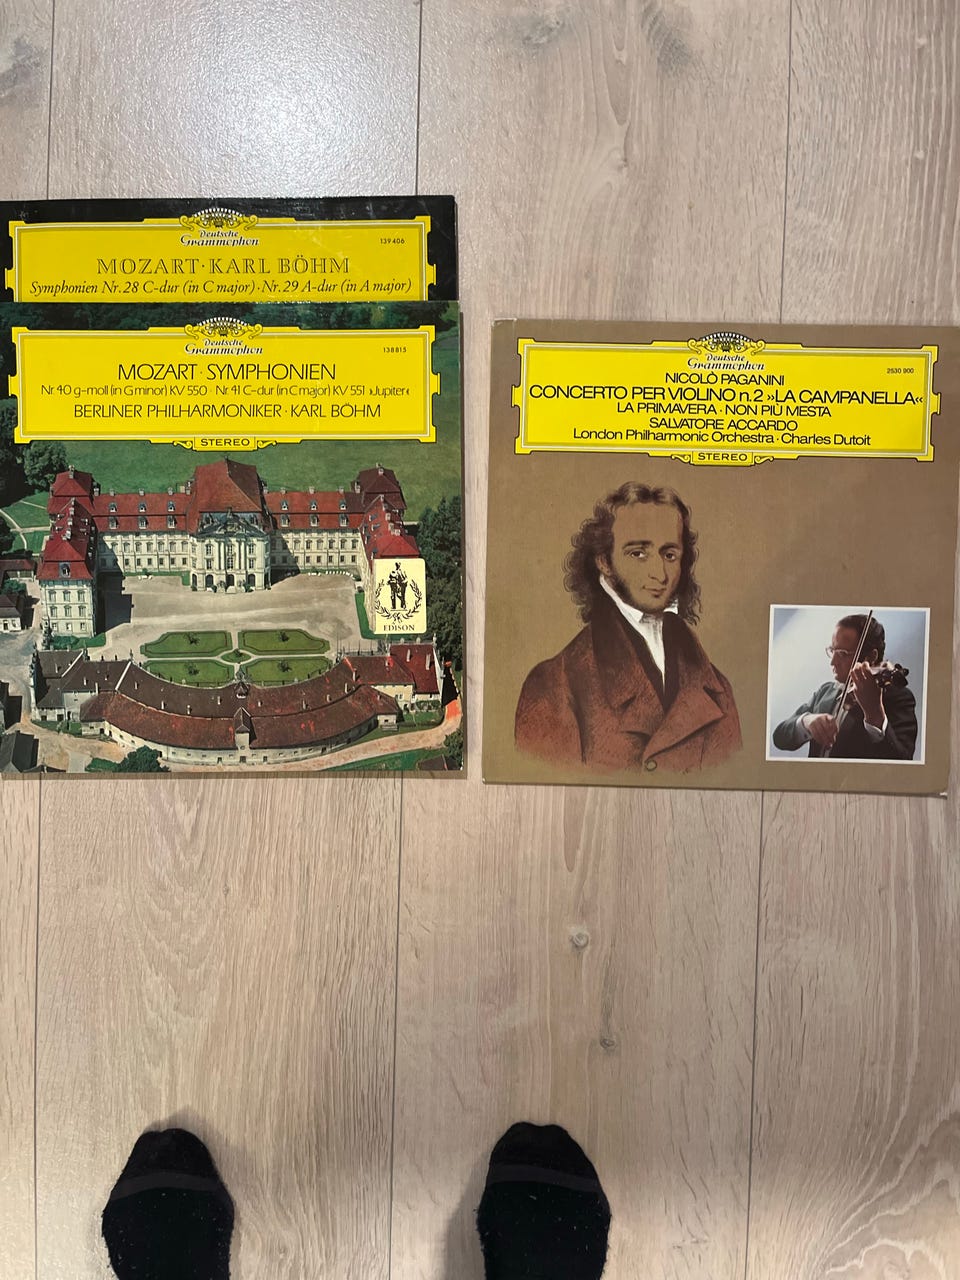 Deutsche
Grammophon
139 406
MOZART · KARL BÖHM
Symphonien Nr. 28 C-dur (in C major) · Nr. 29 A-dur (in A major)
Deutsche
Grammophon
138 815
MOZART · SYMPHONIEN
Nr. 40 g-moll (in G minor) KV 550 · Nr. 41 C-dur (in C major) KV 551 »Jupiter«
BERLINER PHILHARMONIKER · KARL BÖHM
STEREO
EDISON
Deutsche
Grammophon
2530 900
NICOLÒ PAGANINI
CONCERTO PER VIOLINO n. 2 »LA CAMPANELLA«
LA PRIMAVERA · NON PIÙ MESTA
SALVATORE ACCARDO
London Philharmonic Orchestra · Charles Dutoit
STEREO